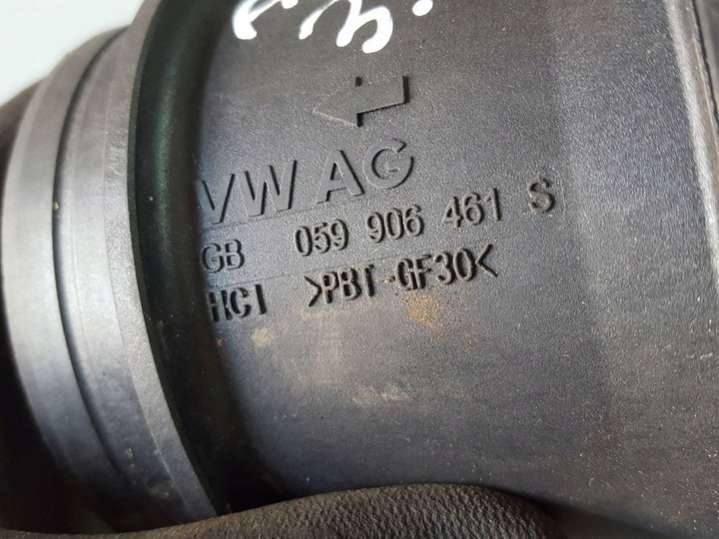 VW AG
GB 059 906 461 S
HCI >PBT-GF30<